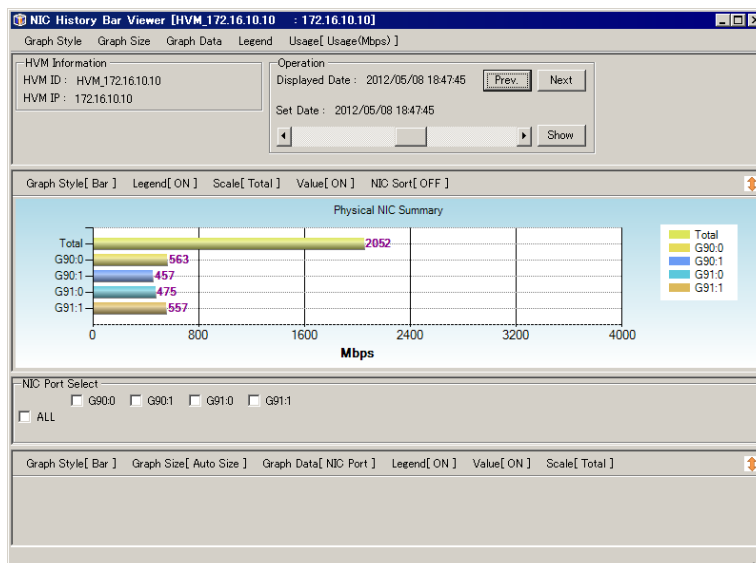 NIC History Bar Viewer [HVM_172.16.10.10 : 172.16.10.10]
Graph Style Graph Size Graph Data Legend Usage[ Usage(Mbps) ]
HVM Information
HVM ID : HVM_172.16.10.10
HVM IP : 172.16.10.10
Operation
Displayed Date : 2012/05/08 18:47:45 Prev. Next
Set Date : 2012/05/08 18:47:45
Show
Graph Style[ Bar ] Legend[ ON ] Scale[ Total ] Value[ ON ] NIC Sort[ OFF ]
Physical NIC Summary
Total 2052
G90:0 563
G90:1 457
G91:0 475
G91:1 557
0 800 1600 2400 3200 4000
Mbps
Total
G90:0
G90:1
G91:0
G91:1
NIC Port Select
G90:0 G90:1 G91:0 G91:1
ALL
Graph Style[ Bar ] Graph Size[ Auto Size ] Graph Data[ NIC Port ] Legend[ ON ] Value[ ON ] Scale[ Total ]